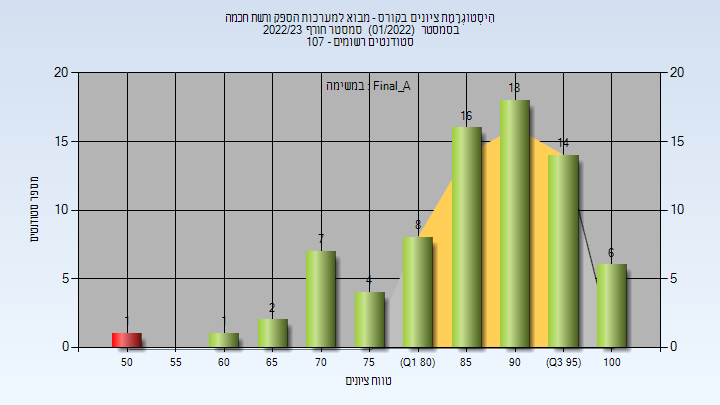 היסטוגרמת ציונים בקורס - מבוא למערכות הספק ורשת חכמה
בסמסטר (01/2022) סמסטר חורף 2022/23
סטודנטים רשומים - 107
במשימה : Final_A
20 20
15 15
10 10
5 5
0 0
מספר סטודנטים
1 1 2 7 4 8 16 18 14 6
50 55 60 65 70 75 (Q1 80) 85 90 (Q3 95) 100
טווח ציונים